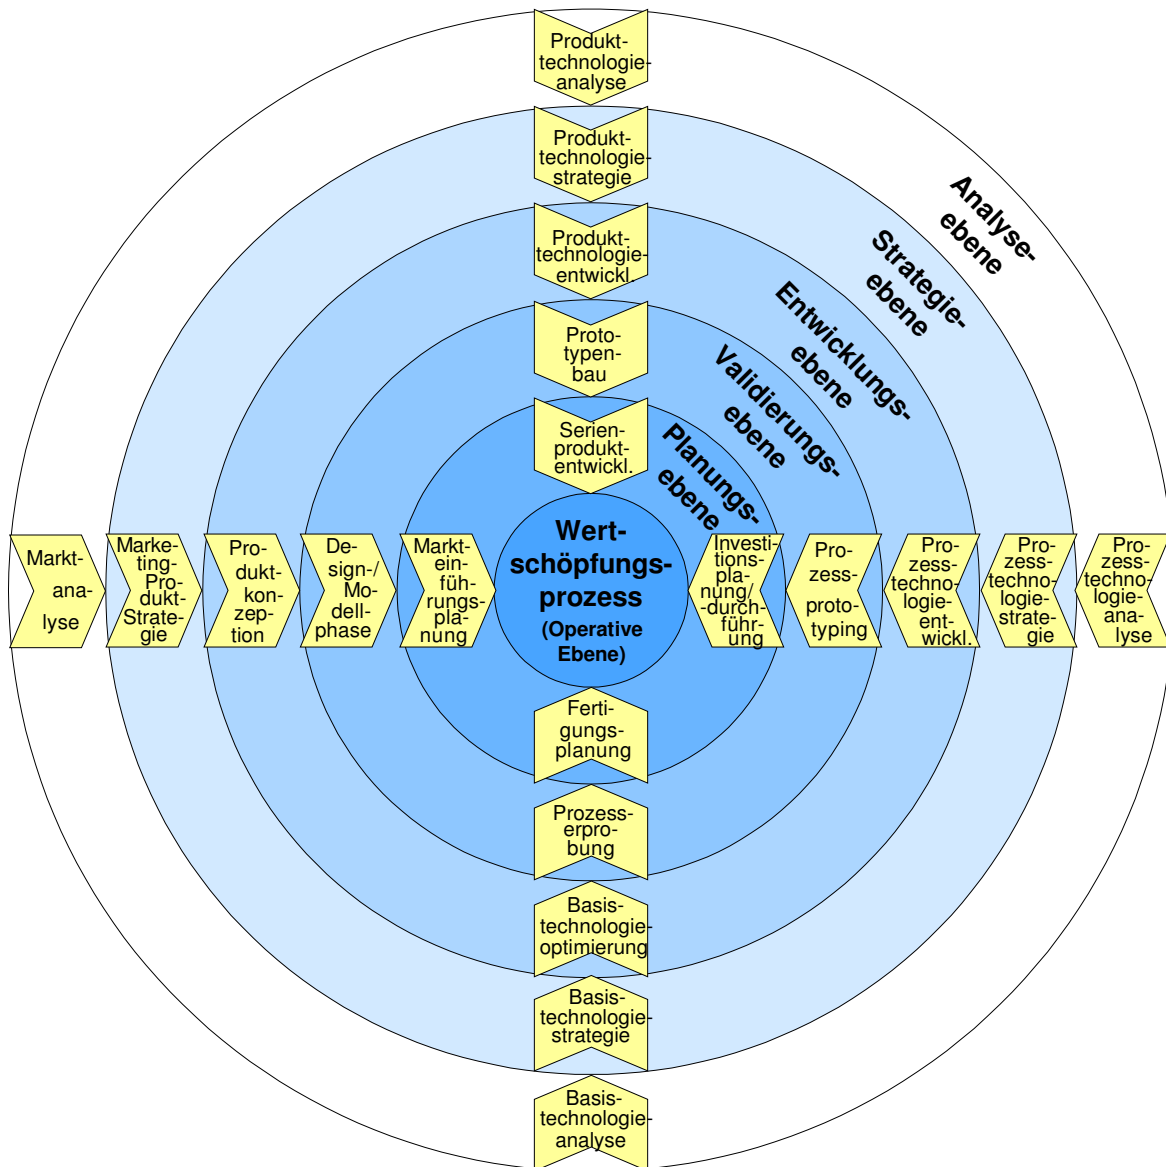 Produkt-
technologie-
analyse
Produkt-
technologie-
strategie
Produkt-
technologie-
entwickl.
Proto-
typen-
bau
Serien-
produkt-
entwickl.
Analyse-
ebene
Strategie-
ebene
Entwicklungs-
ebene
Validierungs-
ebene
Planungs-
ebene
Markt-
ana-
lyse
Marke-
ting-
Pro-
dukt-
Strate-
gie
Pro-
dukt-
kon-
zep-
tion
De-
sign-/
Mo-
dell-
phase
Markt-
ein-
füh-
rungs-
pla-
nung
Wert-
schöpfungs-
prozess
(Operative
Ebene)
Investi-
tions-
pla-
nung/
-durch-
führ-
ung
Pro-
zess-
proto-
typing
Pro-
zess-
techno-
logie-
ent-
wickl.
Pro-
zess-
techno-
logie-
strate-
gie
Pro-
zess-
techno-
logie-
ana-
lyse
Ferti-
gungs-
planung
Prozess-
erpro-
bung
Basis-
technologie-
optimierung
Basis-
technologie-
strategie
Basis-
technologie-
analyse